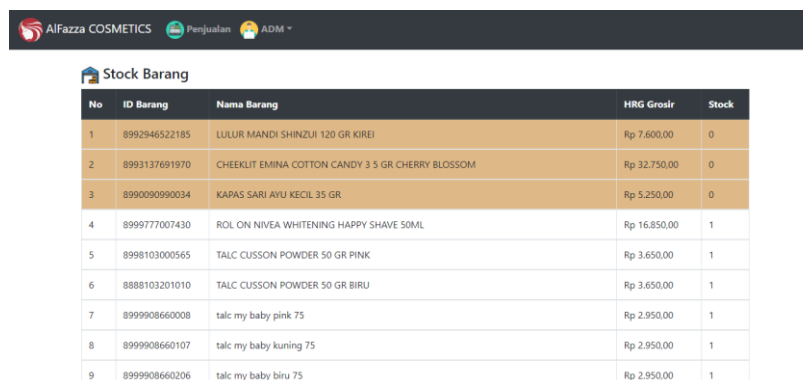 AlFazza COSMETICS Penjualan ADM
Stock Barang
No ID Barang Nama Barang HRG Grosir Stock
1 8992946522185 LULUR MANDI SHINZUI 120 GR KIREI Rp 7.600,00 0
2 8993137691970 CHEEKLIT EMINA COTTON CANDY 3 5 GR CHERRY BLOSSOM Rp 32.750,00 0
3 8990090990034 KAPAS SARI AYU KECIL 35 GR Rp 5.250,00 0
4 8999777007430 ROL ON NIVEA WHITENING HAPPY SHAVE 50ML Rp 16.850,00 1
5 8998103000565 TALC CUSSON POWDER 50 GR PINK Rp 3.650,00 1
6 8888103201010 TALC CUSSON POWDER 50 GR BIRU Rp 3.650,00 1
7 8999908660008 talc my baby pink 75 Rp 2.950,00 1
8 8999908660107 talc my baby kuning 75 Rp 2.950,00 1
9 8999908660206 talc my baby biru 75 Rp 2.950,00 1